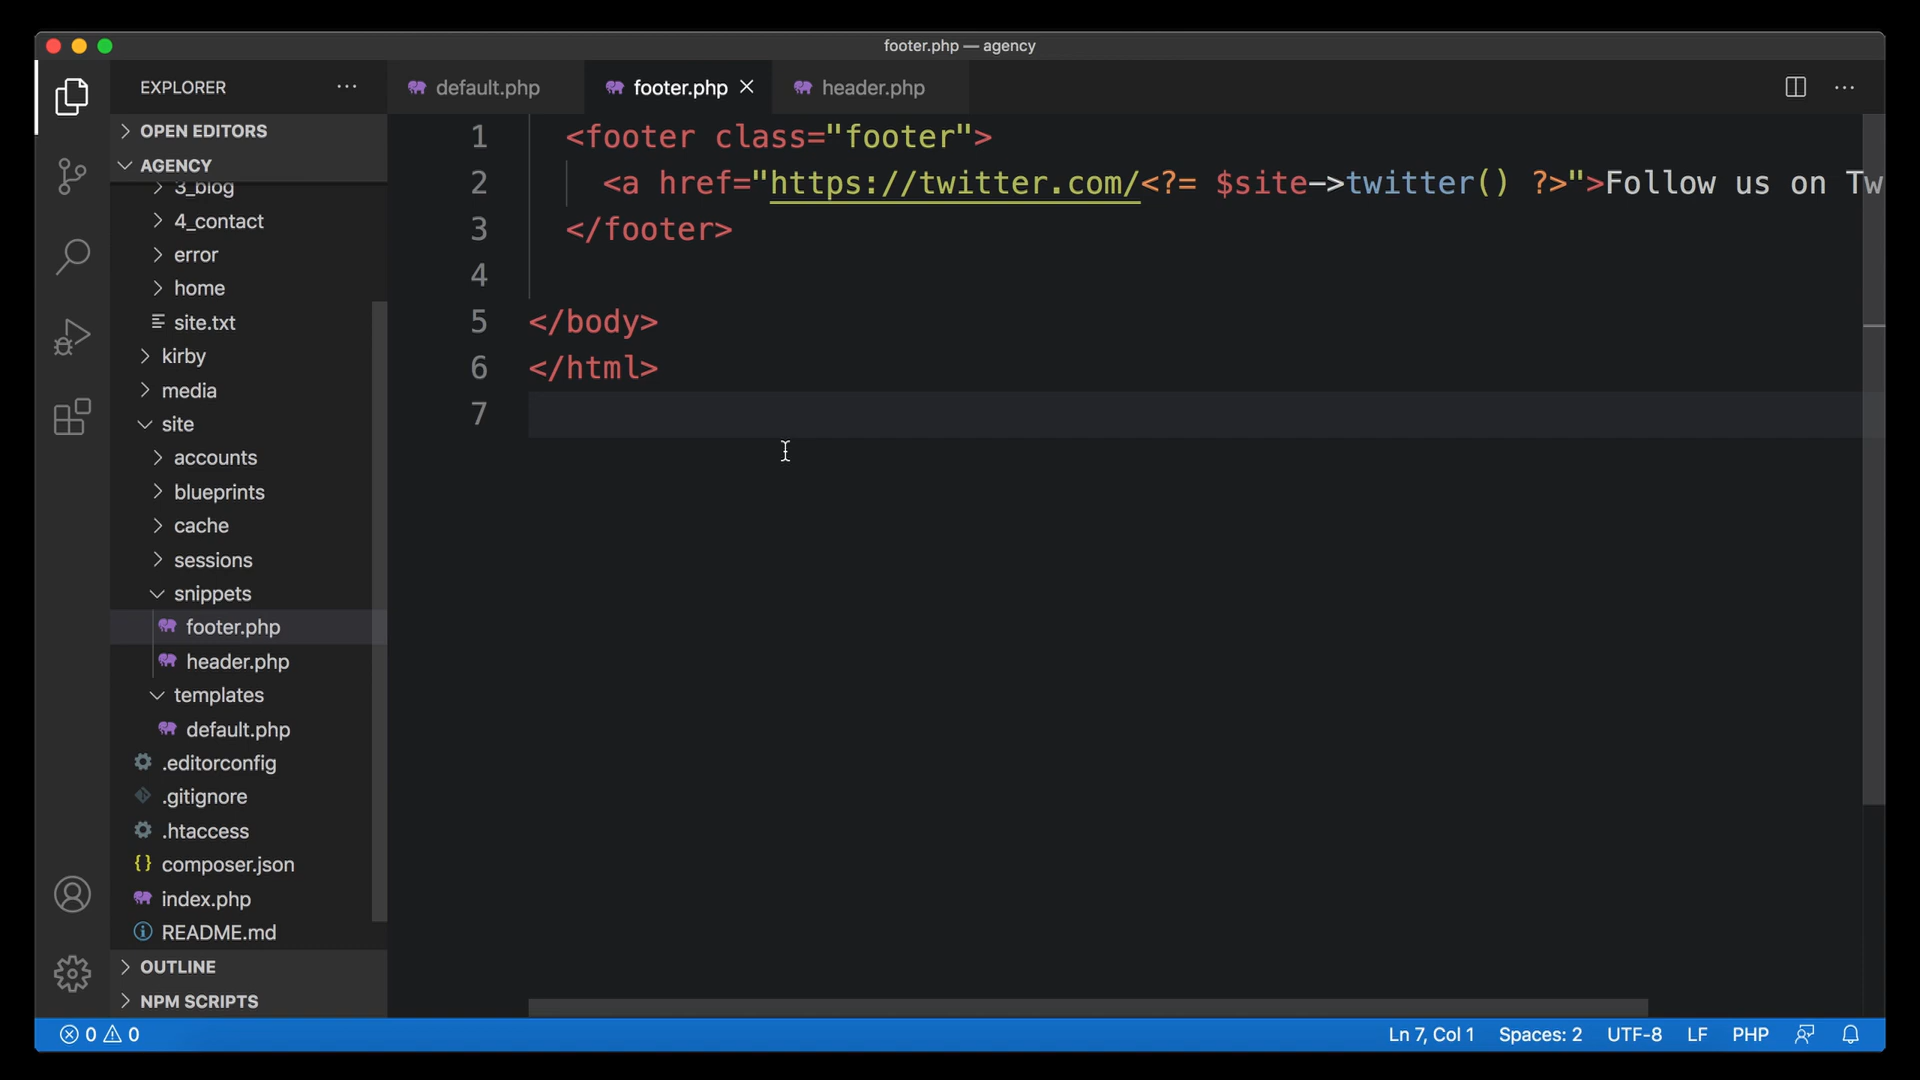 footer.php — agency
EXPLORER
OPEN EDITORS
AGENCY
3_blog
4_contact
error
home
site.txt
kirby
media
site
accounts
blueprints
cache
sessions
snippets
footer.php
header.php
templates
default.php
.editorconfig
.gitignore
.htaccess
composer.json
index.php
README.md
OUTLINE
NPM SCRIPTS
default.php
footer.php
header.php
1 <footer class="footer">
2 <a href="https://twitter.com/<?= $site->twitter() ?>">Follow us on Tw
3 </footer>
4
5 </body>
6 </html>
7
0 0
Ln 7, Col 1 Spaces: 2 UTF-8 LF PHP